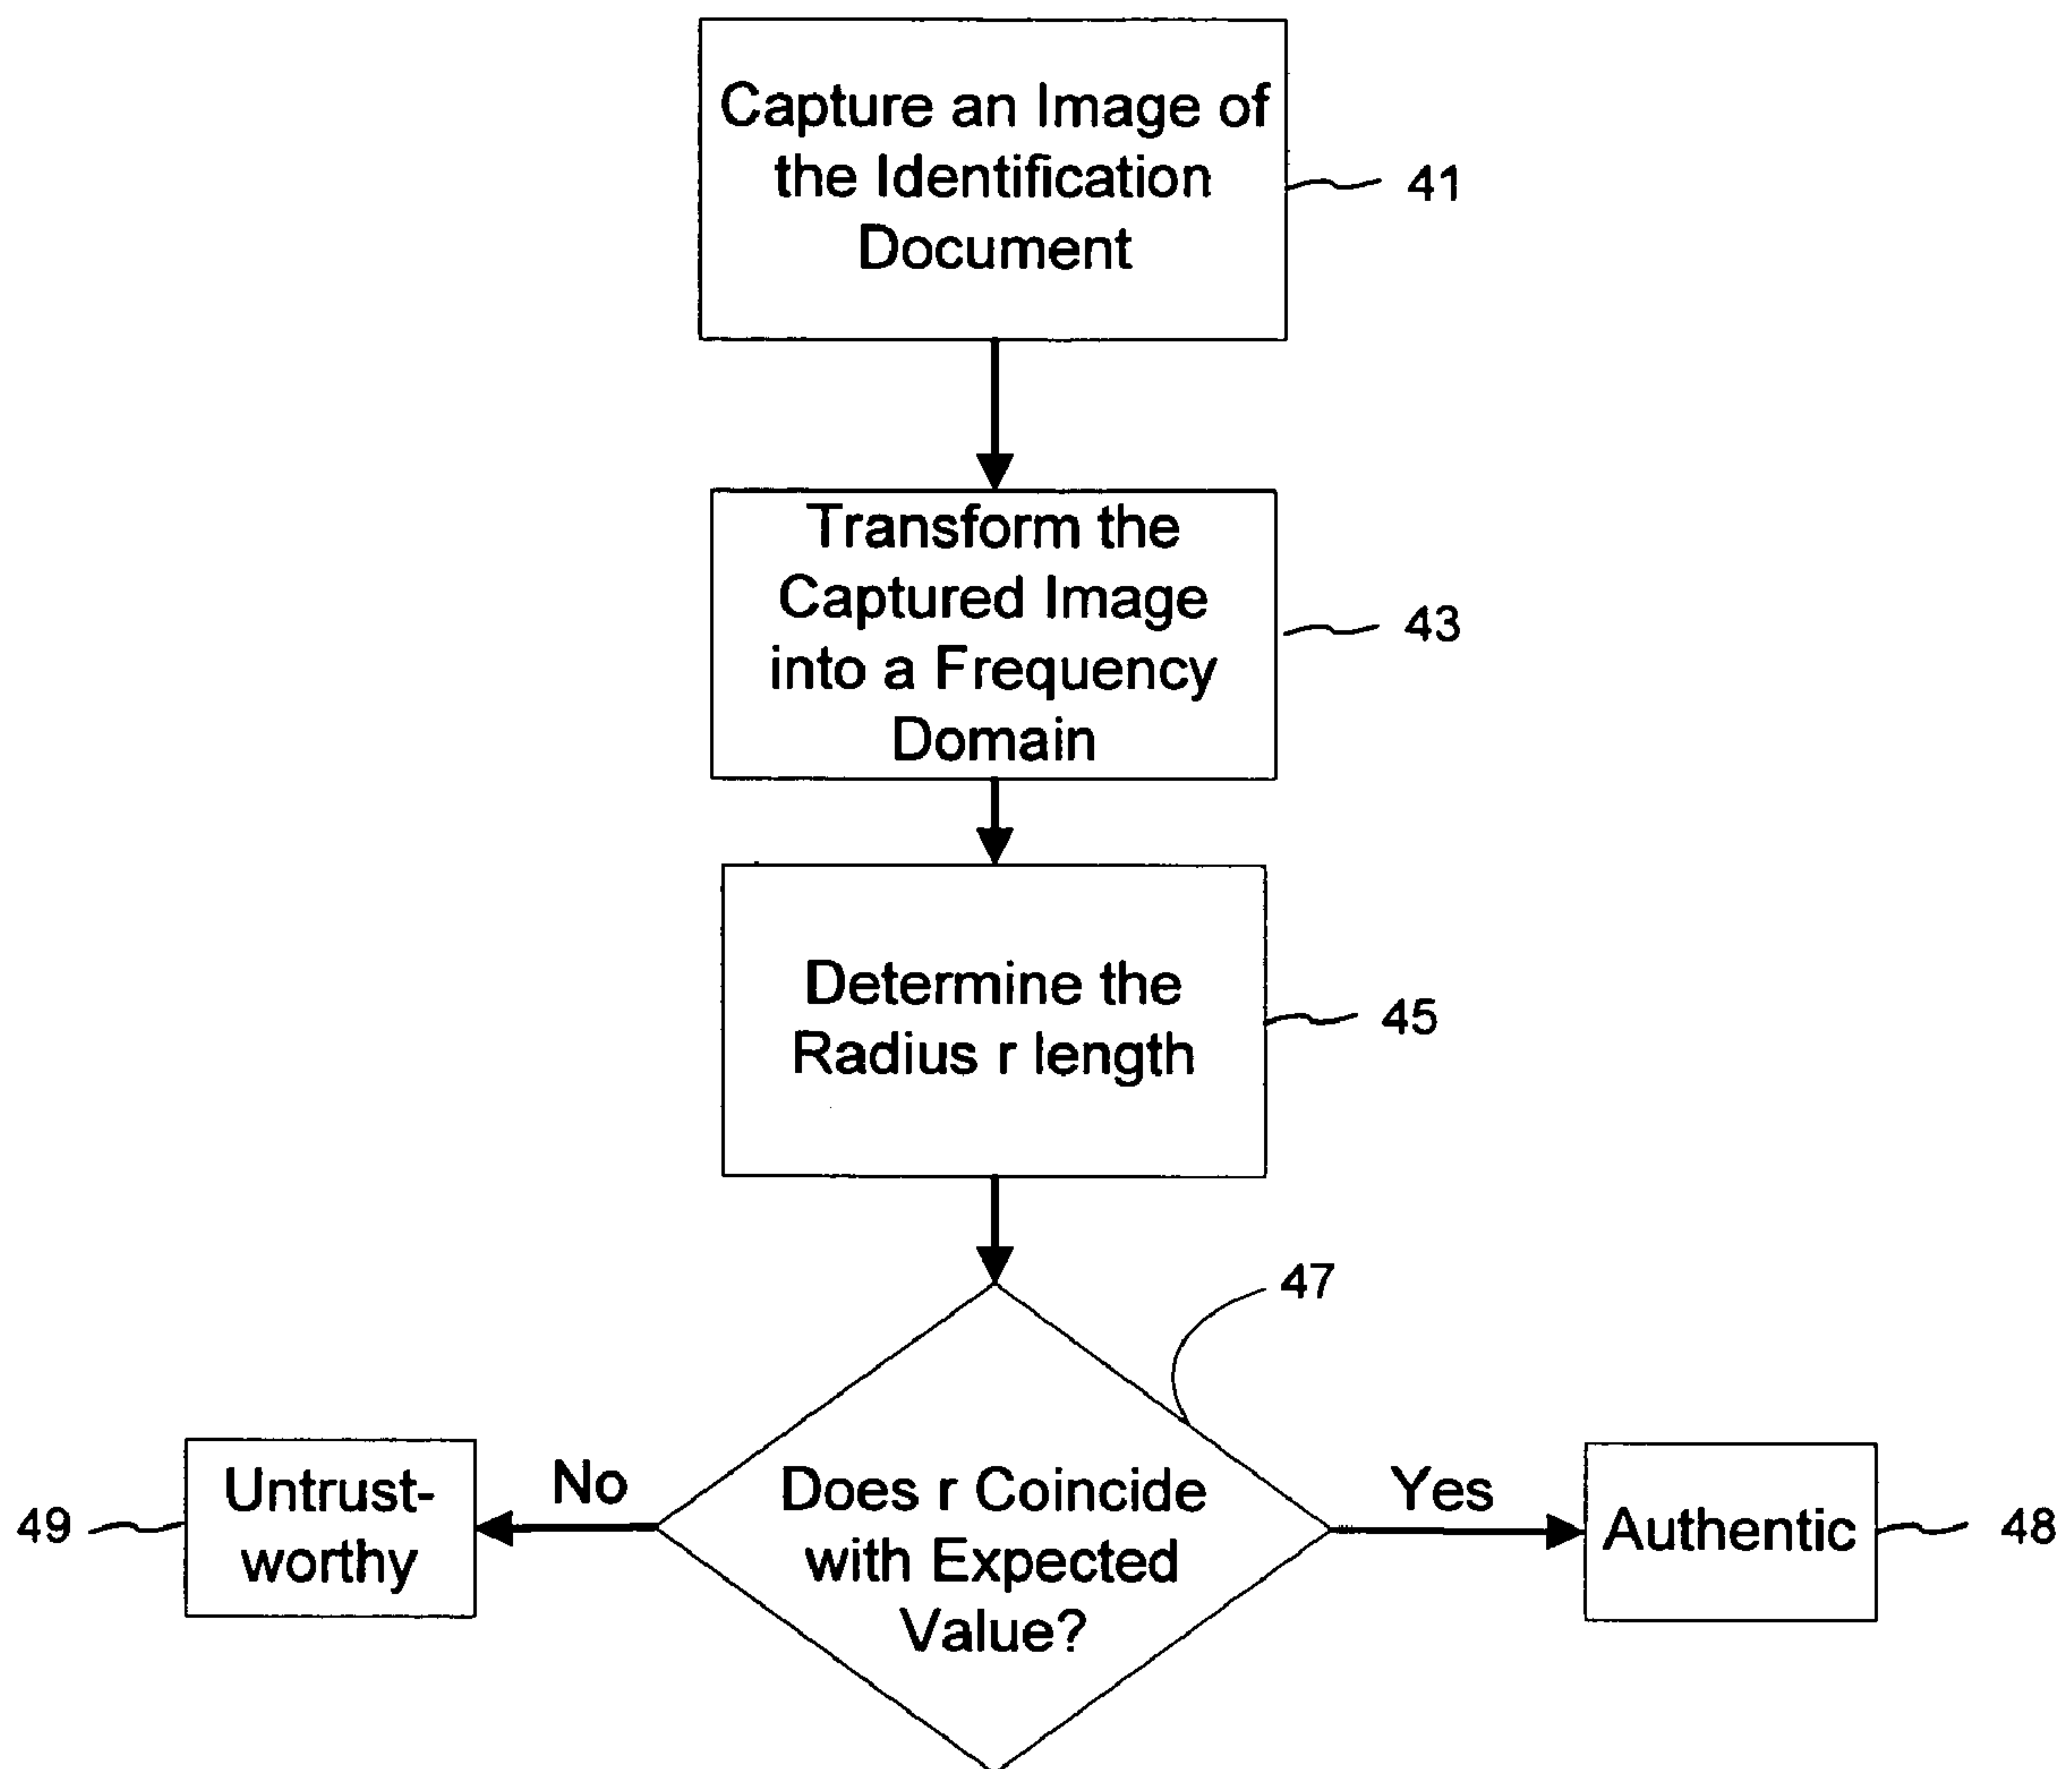 Capture an Image of
the Identification
Document
41
Transform the
Captured Image
into a Frequency
Domain
43
Determine the
Radius r length
45
47
Does r Coincide
with Expected
Value?
No
Untrust-
worthy
49
Yes
Authentic
48